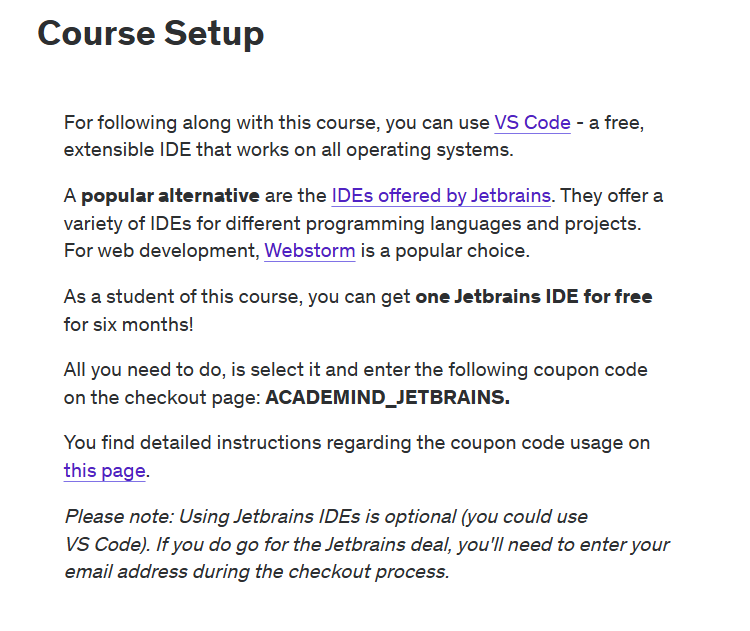 Course Setup
For following along with this course, you can use VS Code - a free,
extensible IDE that works on all operating systems.
A popular alternative are the IDEs offered by Jetbrains. They offer a
variety of IDEs for different programming languages and projects.
For web development, Webstorm is a popular choice.
As a student of this course, you can get one Jetbrains IDE for free
for six months!
All you need to do, is select it and enter the following coupon code
on the checkout page: ACADEMIND_JETBRAINS.
You find detailed instructions regarding the coupon code usage on
this page.
Please note: Using Jetbrains IDEs is optional (you could use
VS Code). If you do go for the Jetbrains deal, you'll need to enter your
email address during the checkout process.